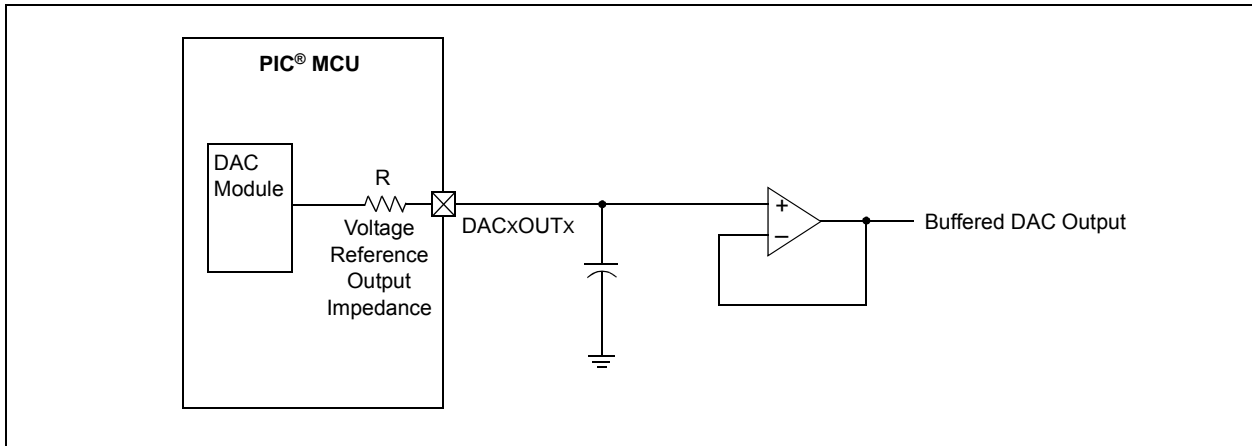 PIC® MCU
DAC
Module
R
Voltage
Reference
Output
Impedance
DACxOUTx
+
–
Buffered DAC Output